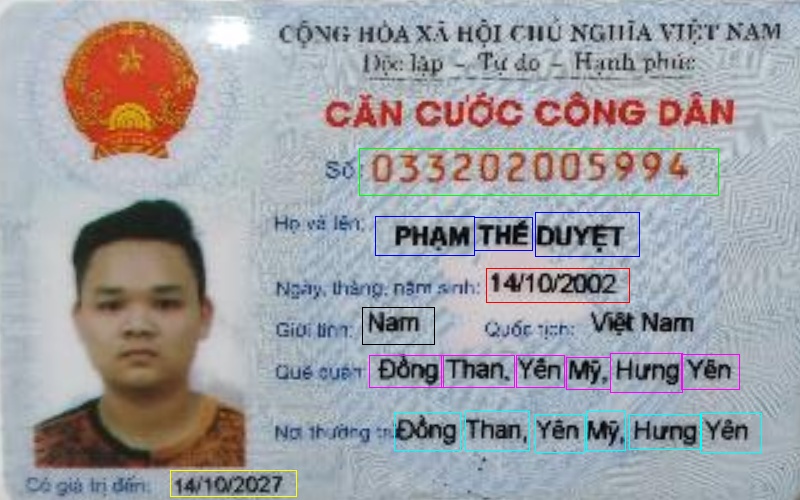 CỘNG HÒA XÃ HỘI CHỦ NGHĨA VIỆT NAM
Độc lập - Tự do - Hạnh phúc
CĂN CƯỚC CÔNG DÂN
Số: 033202005994
Họ và tên: PHẠM THẾ DUYỆT
Ngày, tháng, năm sinh: 14/10/2002
Giới tính: Nam Quốc tịch: Việt Nam
Quê quán: Đồng Than, Yên Mỹ, Hưng Yên
Nơi thường trú: Đồng Than, Yên Mỹ, Hưng Yên
Có giá trị đến: 14/10/2027